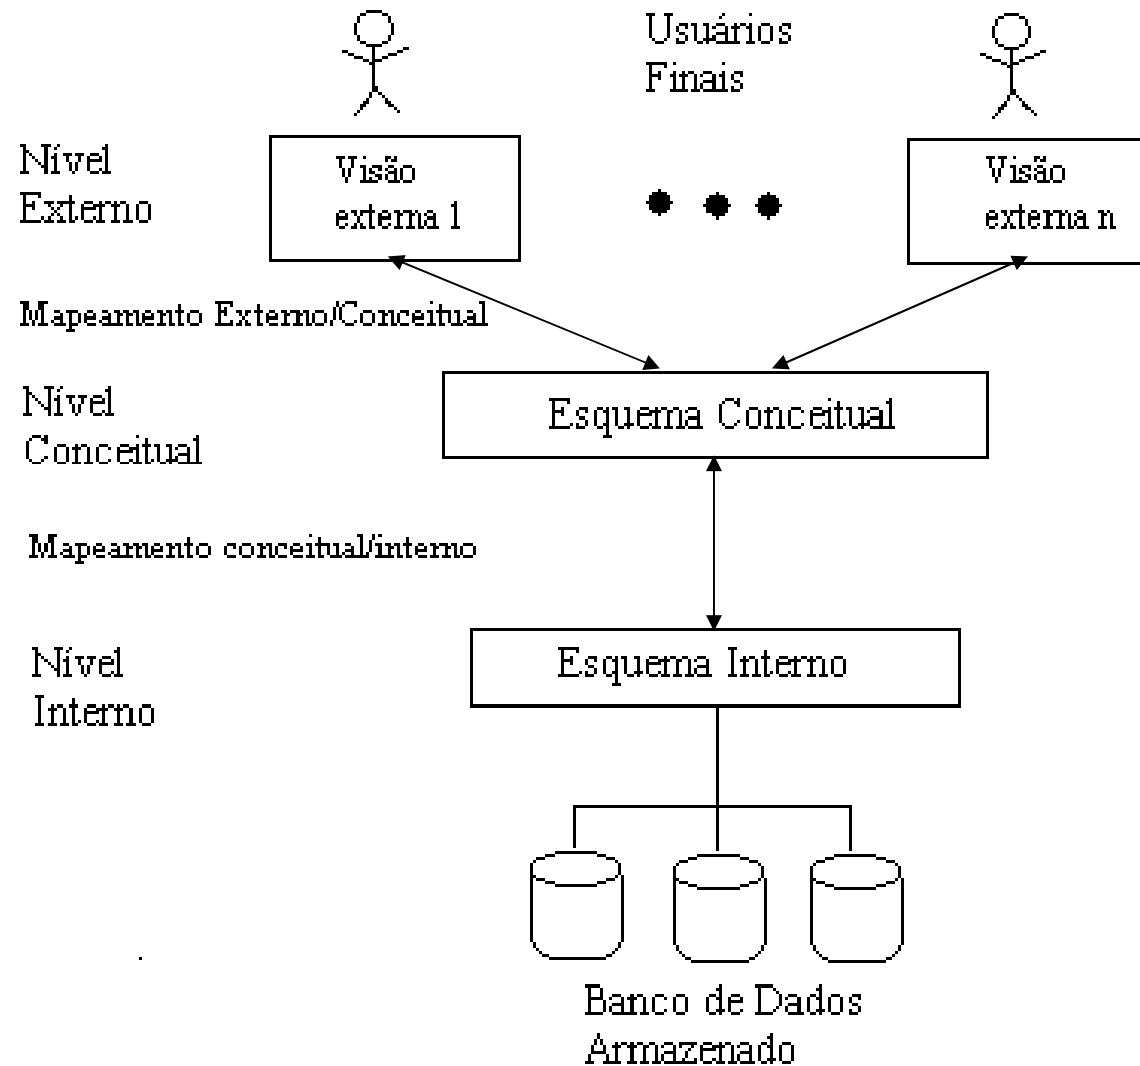 Usuários
Finais
Nível
Externo
Visão
externa 1
Visão
externa n
Mapeamento Externo/Conceitual
Nível
Conceitual
Esquema Conceitual
Mapeamento conceitual/interno
Nível
Interno
Esquema Interno
Banco de Dados
Armazenado